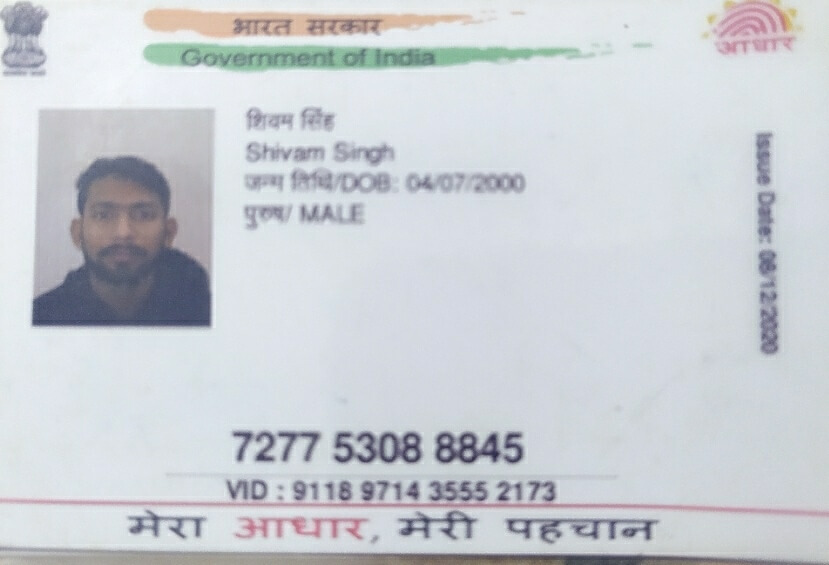 भारत सरकार
Government of India
आधार
शिवम सिंह
Shivam Singh
जन्म तिथि/DOB: 04/07/2000
पुरुष/ MALE
Issue Date: 08/12/2020
7277 5308 8845
VID : 9118 9714 3555 2173
मेरा आधार, मेरी पहचान